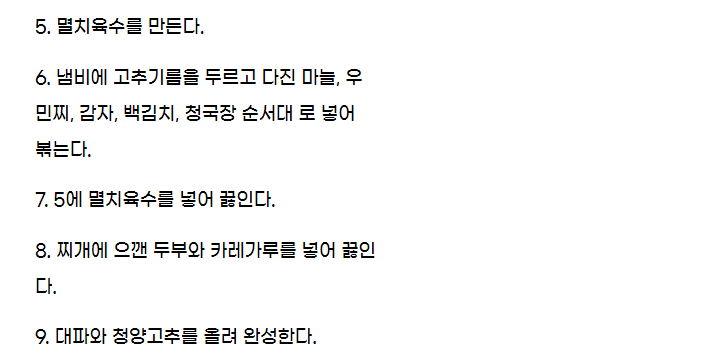 5. 멸치육수를 만든다.
6. 냄비에 고추기름을 두르고 다진 마늘, 우
민찌, 감자, 백김치, 청국장 순서대 로 넣어
볶는다.
7. 5에 멸치육수를 넣어 끓인다.
8. 찌개에 으깬 두부와 카레가루를 넣어 끓인
다.
9. 대파와 청양고추를 올려 완성한다.